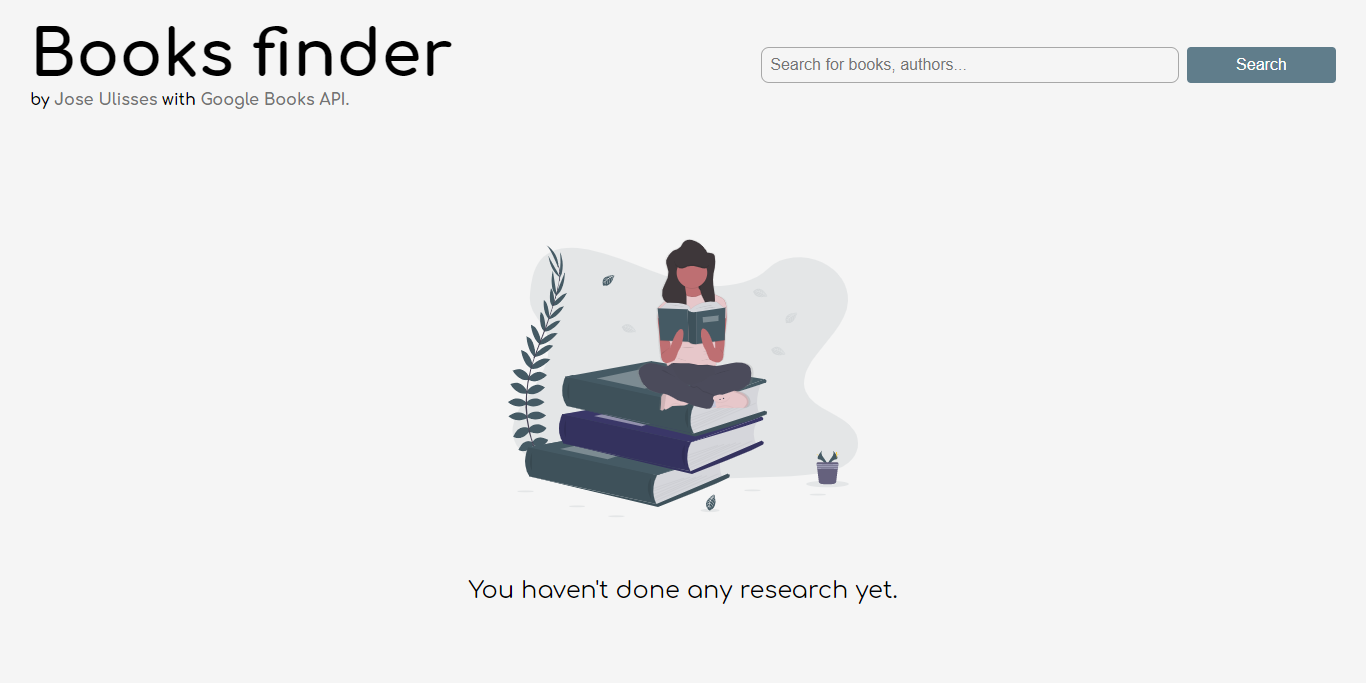 Books finder
by Jose Ulisses with Google Books API.
Search for books, authors...
Search
You haven't done any research yet.